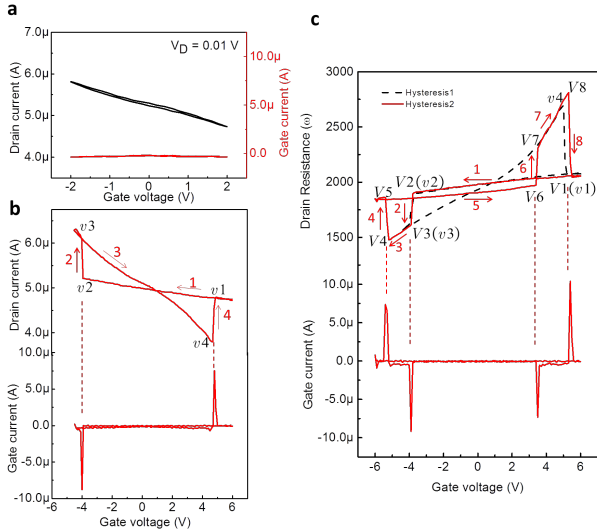 a
V_D = 0.01 V
7.0µ
6.0µ
5.0µ
4.0µ
Drain current (A)
10.0µ
7.5µ
5.0µ
0.0
Gate current (A)
-2 -1 0 1 2
Gate voltage (V)
b
6.0µ
5.0µ
4.0µ
Drain current (A)
v3
3
2
v2
1
v1
4
v4
10.0µ
5.0µ
0.0
-5.0µ
-10.0µ
Gate current (A)
-6 -4 -2 0 2 4 6
Gate voltage (V)
c
3000
2500
2000
1750
1500
Drain Resistance (ω)
Hysteresis1
Hysteresis2
v4
V8
7
V7
8
6
V5
V2(v2)
1
5
V6
V1(v1)
4
2
V4
3
V3(v3)
10.0µ
5.0µ
0.0
-5.0µ
-10.0µ
Gate current (A)
-6 -4 -2 0 2 4 6
Gate voltage (V)